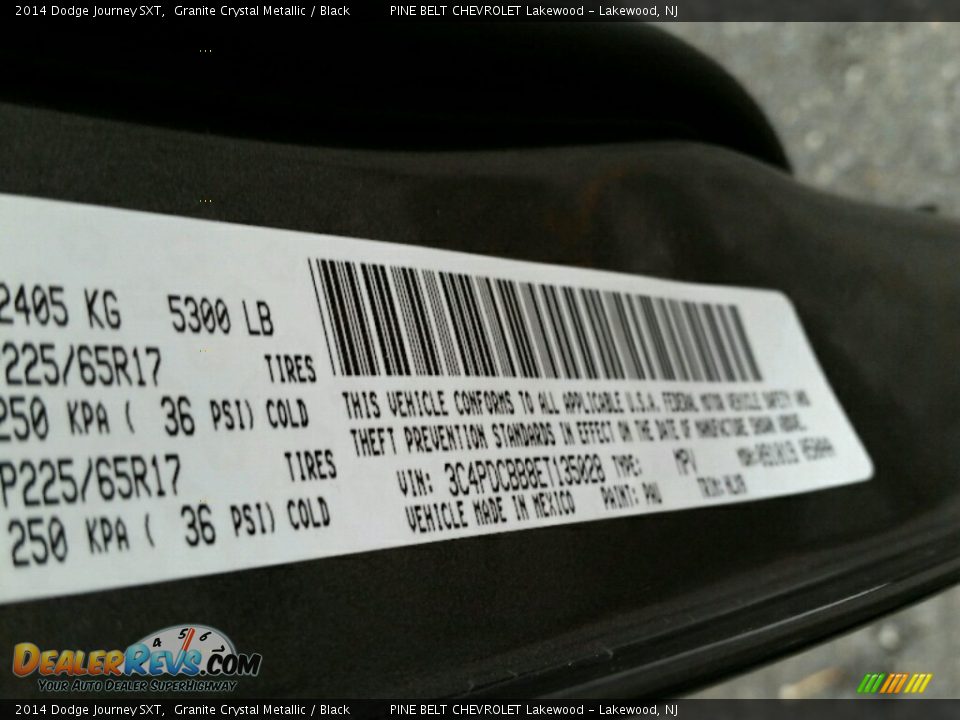 2014 Dodge Journey SXT,  Granite Crystal Metallic / Black  PINE BELT CHEVROLET Lakewood – Lakewood, NJ
2405 KG  5300 LB
225/65R17  TIRES
250 KPA ( 36 PSI) COLD
P225/65R17  TIRES
250 KPA ( 36 PSI) COLD
THIS VEHICLE CONFORMS TO ALL APPLICABLE U.S.A. FEDERAL MOTOR VEHICLE SAFETY AND
THEFT PREVENTION STANDARDS IN EFFECT ON THE DATE OF MANUFACTURE SHOWN ABOVE.
VIN: 3C4PDCBB8ET135028 TYPE: MPV
VEHICLE MADE IN MEXICO  PAINT: PAU  TRIM:
4 5 6
DEALERREVS.COM
YOUR AUTO DEALER SUPERHIGHWAY
2014 Dodge Journey SXT,  Granite Crystal Metallic / Black  PINE BELT CHEVROLET Lakewood – Lakewood, NJ